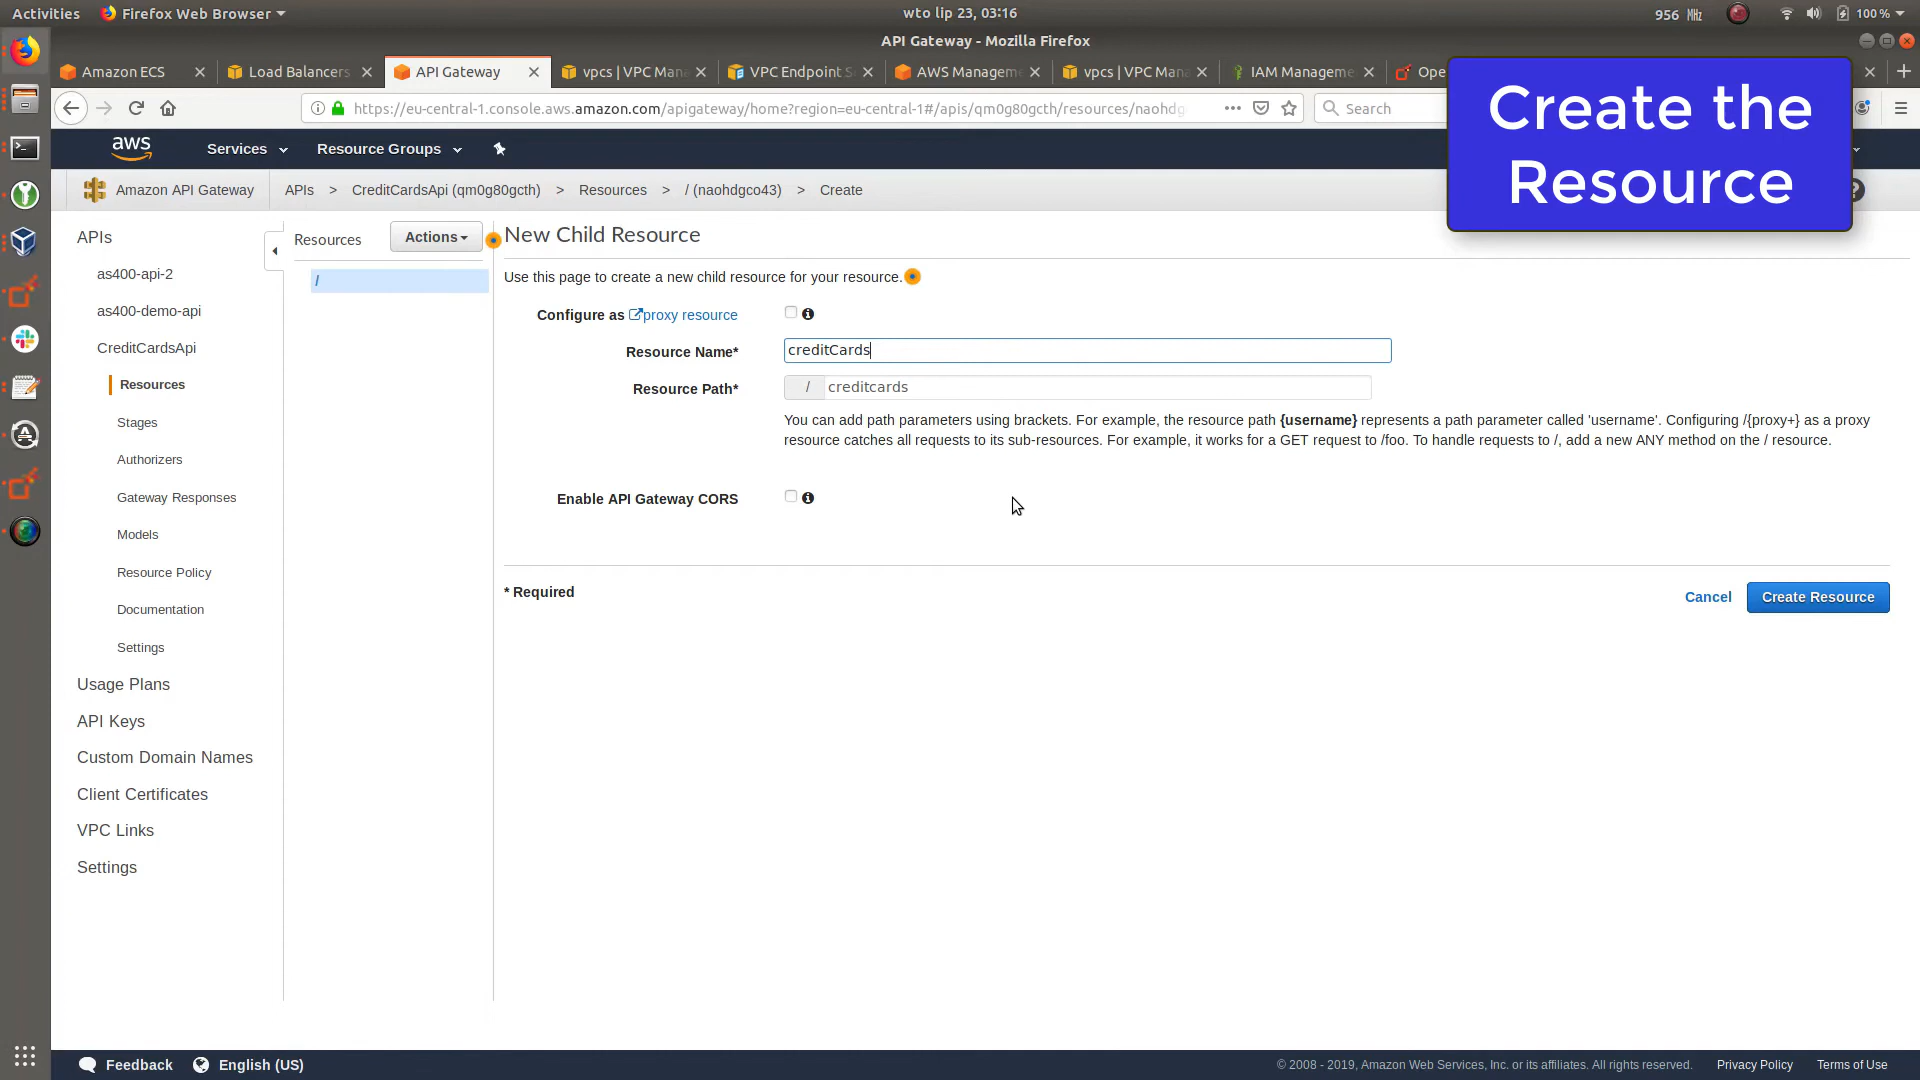 Activities
Firefox Web Browser
wto lip 23, 03:16
956 MHz
100 %
API Gateway - Mozilla Firefox
Amazon ECS
Load Balancers
API Gateway
vpcs | VPC Man
VPC Endpoint S
AWS Managem
vpcs | VPC Man
IAM Managem
Ope
https://eu-central-1.console.aws.amazon.com/apigateway/home?region=eu-central-1#/apis/qm0g80gcth/resources/naohdg
Search
Create the
Resource
aws
Services
Resource Groups
Amazon API Gateway
APIs > CreditCardsApi (qm0g80gcth) > Resources > / (naohdgco43) > Create
APIs
as400-api-2
as400-demo-api
CreditCardsApi
Resources
Stages
Authorizers
Gateway Responses
Models
Resource Policy
Documentation
Settings
Usage Plans
API Keys
Custom Domain Names
Client Certificates
VPC Links
Settings
Resources
Actions
/
New Child Resource
Use this page to create a new child resource for your resource.
Configure as proxy resource
Resource Name*
creditCards
Resource Path*
/ creditcards
You can add path parameters using brackets. For example, the resource path {username} represents a path parameter called 'username'. Configuring /{proxy+} as a proxy
resource catches all requests to its sub-resources. For example, it works for a GET request to /foo. To handle requests to /, add a new ANY method on the / resource.
Enable API Gateway CORS
* Required
Cancel
Create Resource
Feedback
English (US)
© 2008 - 2019, Amazon Web Services, Inc. or its affiliates. All rights reserved.
Privacy Policy
Terms of Use